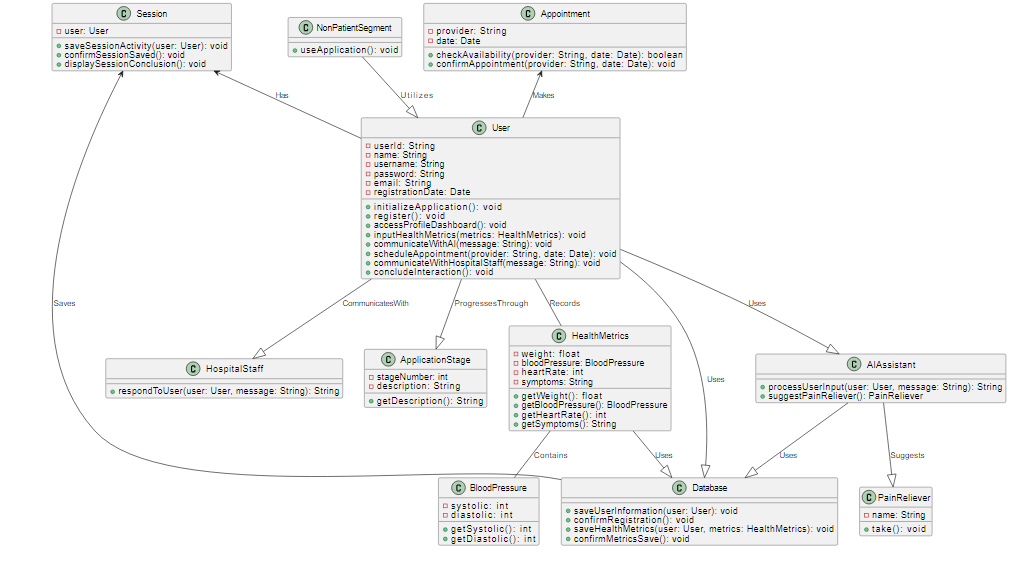 C Session
user: User
saveSessionActivity(user: User): void
confirmSessionSaved(): void
displaySessionConclusion(): void
C NonPatientSegment
useApplication(): void
C Appointment
provider: String
date: Date
checkAvailability(provider: String, date: Date): boolean
confirmAppointment(provider: String, date: Date): void
Has
Utilizes
Makes
C User
userId: String
name: String
username: String
password: String
email: String
registrationDate: Date
initializeApplication(): void
register(): void
accessProfileDashboard(): void
inputHealthMetrics(metrics: HealthMetrics): void
communicateWithAI(message: String): void
scheduleAppointment(provider: String, date: Date): void
communicateWithHospitalStaff(message: String): void
concludeInteraction(): void
Saves
CommunicatesWith
ProgressesThrough
Records
Uses
C HospitalStaff
respondToUser(user: User, message: String): String
C ApplicationStage
stageNumber: int
description: String
getDescription(): String
C HealthMetrics
weight: float
bloodPressure: BloodPressure
heartRate: int
symptoms: String
getWeight(): float
getBloodPressure(): BloodPressure
getHeartRate(): int
getSymptoms(): String
Uses
C AIAssistant
processUserInput(user: User, message: String): String
suggestPainReliever(): PainReliever
Contains
Uses
Uses
Suggests
C BloodPressure
systolic: int
diastolic: int
getSystolic(): int
getDiastolic(): int
C Database
saveUserInformation(user: User): void
confirmRegistration(): void
saveHealthMetrics(user: User, metrics: HealthMetrics): void
confirmMetricsSave(): void
C PainReliever
name: String
take(): void